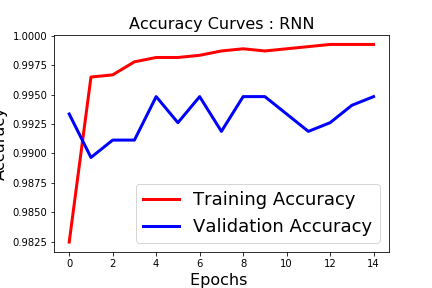 Accuracy Curves : RNN
1.0000
0.9975
0.9950
0.9925
0.9900
0.9875
0.9850
0.9825
Accuracy
Training Accuracy
Validation Accuracy
0 2 4 6 8 10 12 14
Epochs